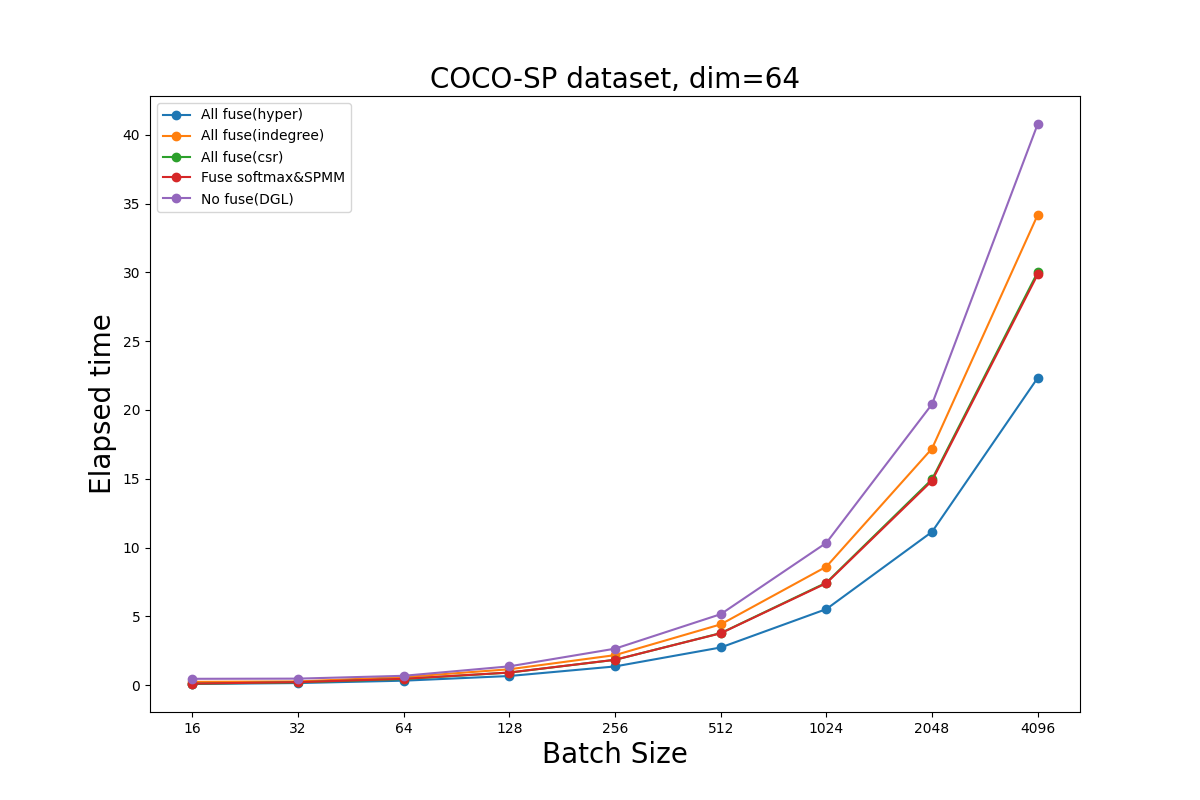 COCO-SP dataset, dim=64
All fuse(hyper)
All fuse(indegree)
All fuse(csr)
Fuse softmax&SPMM
No fuse(DGL)
40
35
30
25
20
15
10
5
0
Elapsed time
16 32 64 128 256 512 1024 2048 4096
Batch Size